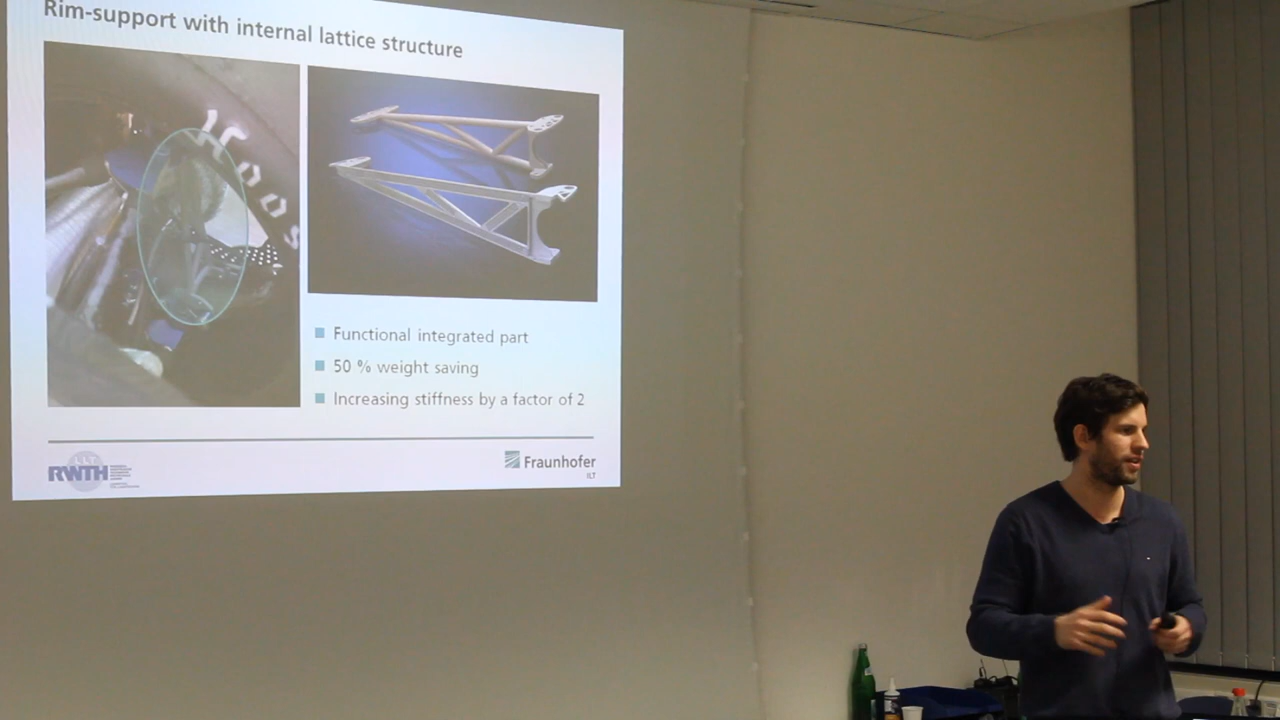 Rim-support with internal lattice structure
Functional integrated part
50 % weight saving
Increasing stiffness by a factor of 2
RWTH
Fraunhofer
ILT